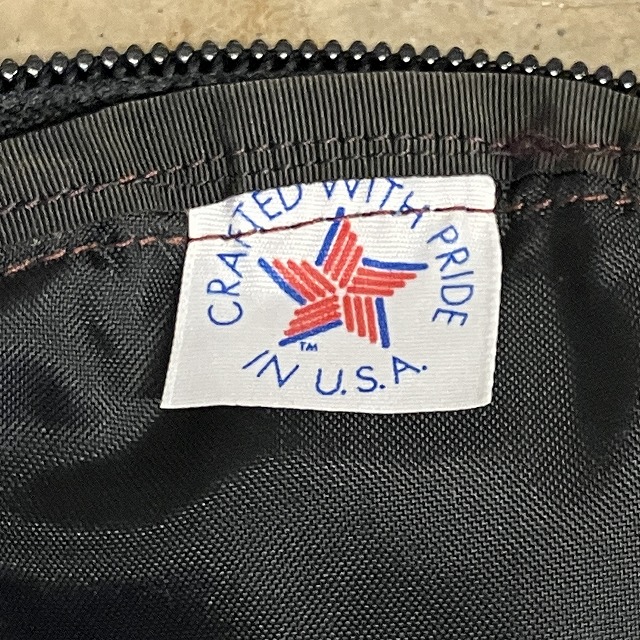 CRAFTED WITH PRIDE
IN U.S.A.
TM